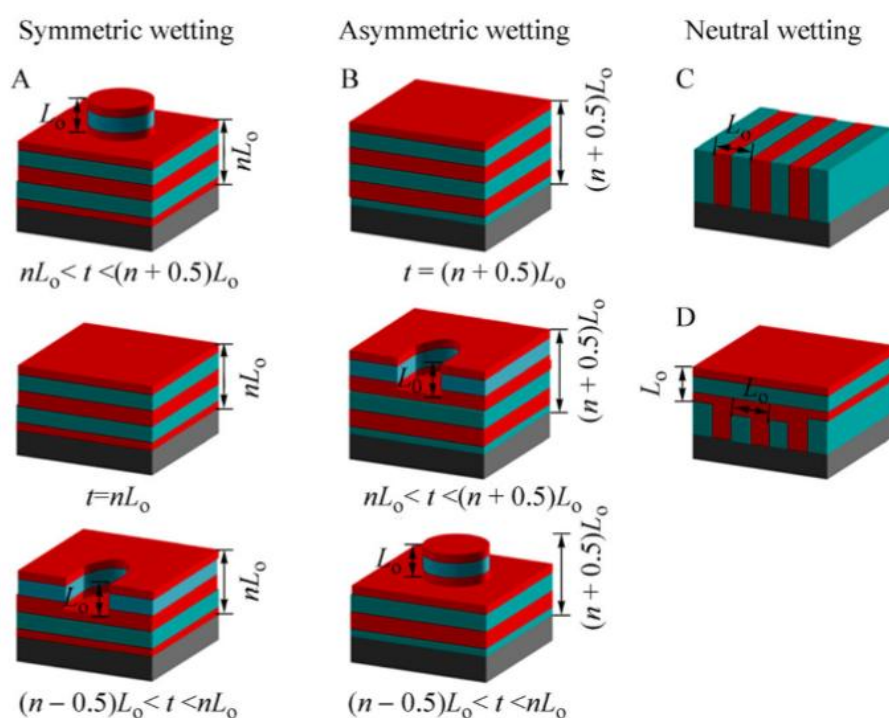 Symmetric wetting
Asymmetric wetting
Neutral wetting
A
Lₒ
nLₒ
nLₒ< t <(n + 0.5)Lₒ
nLₒ
t=nLₒ
Lₒ
nLₒ
(n − 0.5)Lₒ< t <nLₒ
B
(n + 0.5)Lₒ
t = (n + 0.5)Lₒ
L₀
(n + 0.5)Lₒ
nLₒ< t <(n + 0.5)Lₒ
Lₒ
(n + 0.5)Lₒ
(n − 0.5)Lₒ< t <nLₒ
C
Lₒ
D
Lₒ
Lₒ